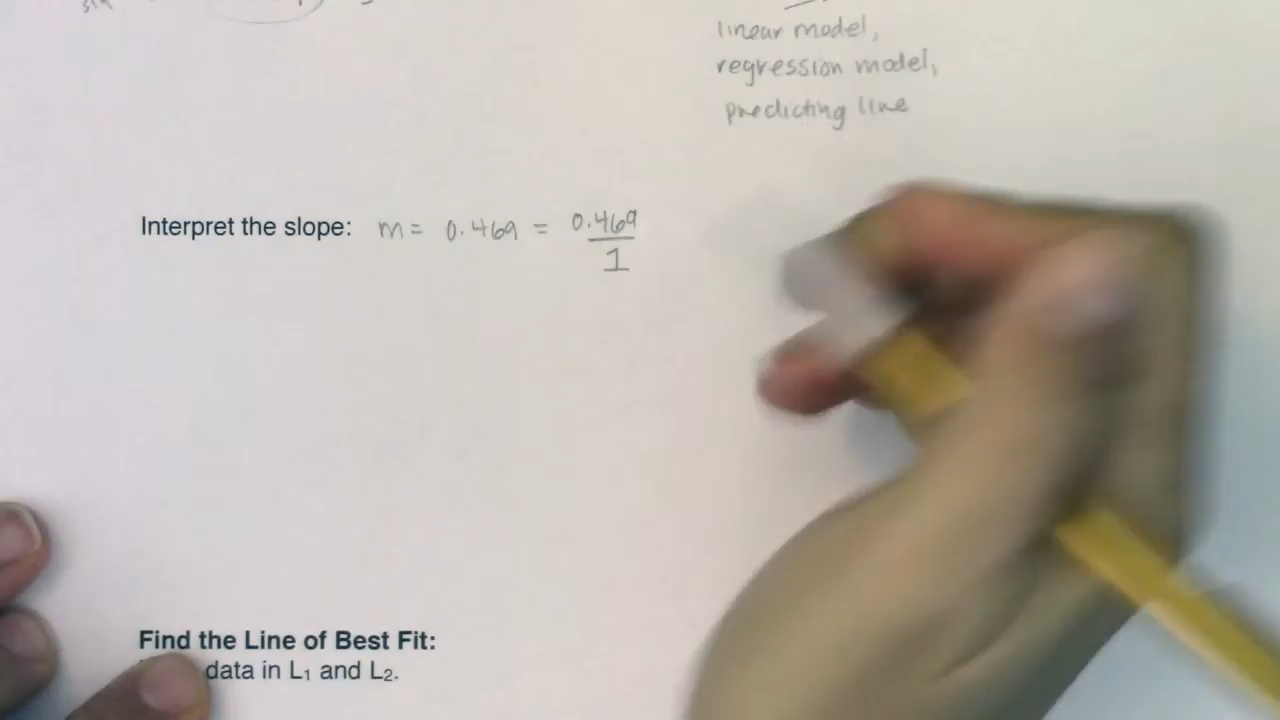 linear model,
regression model,
predicting line
Interpret the slope: m = 0.469 = 0.469
1
Find the Line of Best Fit:
data in L₁ and L₂.